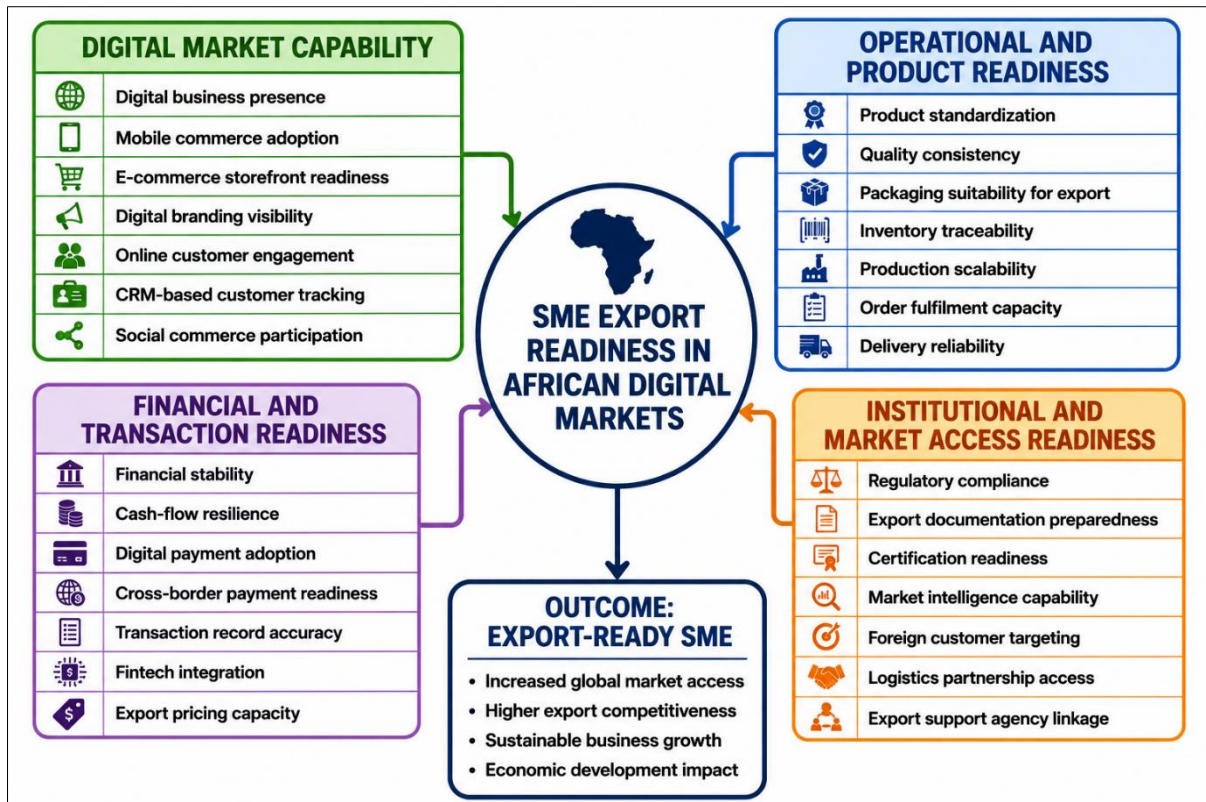 DIGITAL MARKET CAPABILITY
Digital business presence
Mobile commerce adoption
E-commerce storefront readiness
Digital branding visibility
Online customer engagement
CRM-based customer tracking
Social commerce participation
OPERATIONAL AND
PRODUCT READINESS
Product standardization
Quality consistency
Packaging suitability for export
Inventory traceability
Production scalability
Order fulfilment capacity
Delivery reliability
SME EXPORT
READINESS IN
AFRICAN DIGITAL
MARKETS
FINANCIAL AND
TRANSACTION READINESS
Financial stability
Cash-flow resilience
Digital payment adoption
Cross-border payment readiness
Transaction record accuracy
Fintech integration
Export pricing capacity
INSTITUTIONAL AND
MARKET ACCESS READINESS
Regulatory compliance
Export documentation preparedness
Certification readiness
Market intelligence capability
Foreign customer targeting
Logistics partnership access
Export support agency linkage
OUTCOME:
EXPORT-READY SME
• Increased global market access
• Higher export competitiveness
• Sustainable business growth
• Economic development impact